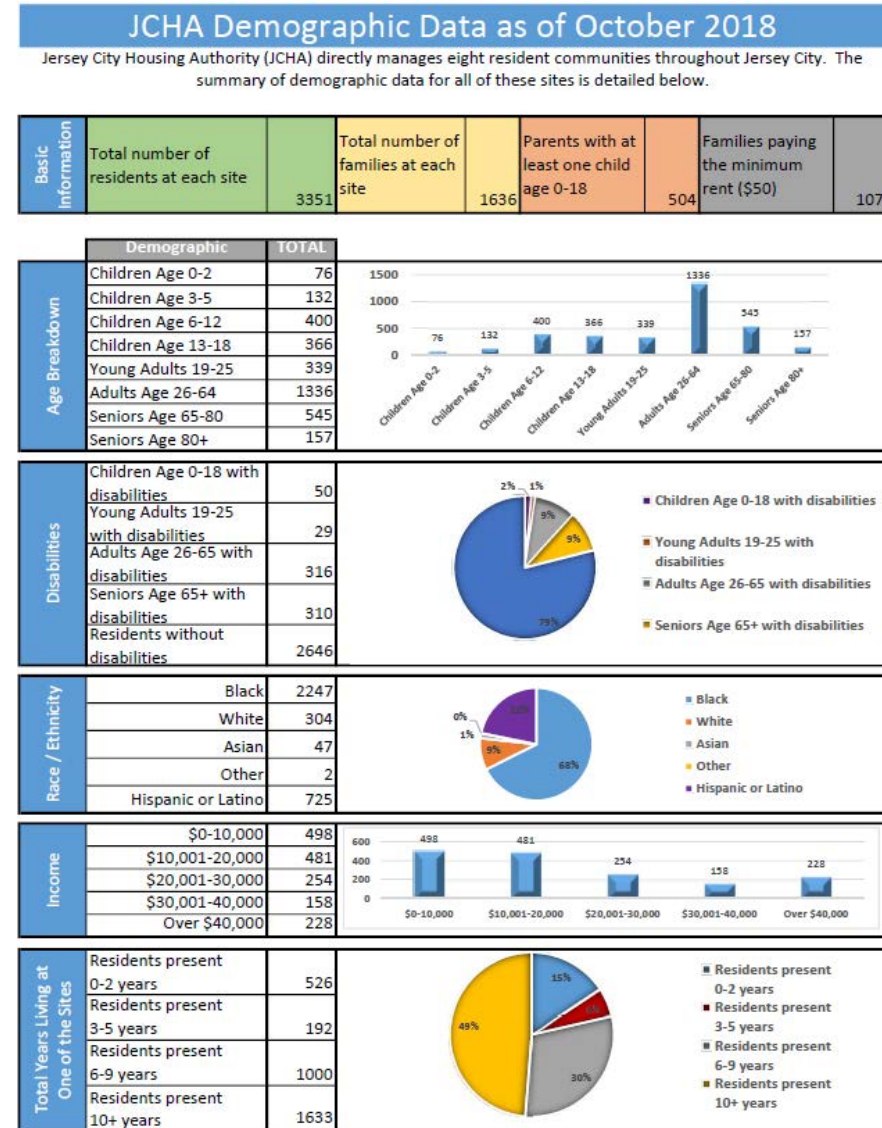 JCHA Demographic Data as of October 2018
Jersey City Housing Authority (JCHA) directly manages eight resident communities throughout Jersey City. The
summary of demographic data for all of these sites is detailed below.
Basic
Information
Total number of
residents at each site
3351
Total number of
families at each
site
1636
Parents with at
least one child
age 0-18
504
Families paying
the minimum
rent ($50)
107
Demographic TOTAL
Age Breakdown
Children Age 0-2 76
Children Age 3-5 132
Children Age 6-12 400
Children Age 13-18 366
Young Adults 19-25 339
Adults Age 26-64 1336
Seniors Age 65-80 545
Seniors Age 80+ 157
1500
1000
500
0
76
132
400
366
339
1336
545
157
Children Age 0-2
Children Age 3-5
Children Age 6-12
Children Age 13-18
Young Adults 19-25
Adults Age 26-64
Seniors Age 65-80
Seniors Age 80+
Disabilities
Children Age 0-18 with
disabilities 50
Young Adults 19-25
with disabilities 29
Adults Age 26-65 with
disabilities 316
Seniors Age 65+ with
disabilities 310
Residents without
disabilities 2646
2% 1%
9%
9%
79%
Children Age 0-18 with disabilities
Young Adults 19-25 with
disabilities
Adults Age 26-65 with disabilities
Seniors Age 65+ with disabilities
Race / Ethnicity
Black 2247
White 304
Asian 47
Other 2
Hispanic or Latino 725
0%
1%
9%
68%
Black
White
Asian
Other
Hispanic or Latino
Income
$0-10,000 498
$10,001-20,000 481
$20,001-30,000 254
$30,001-40,000 158
Over $40,000 228
600
400
200
0
498
481
254
158
228
$0-10,000
$10,001-20,000
$20,001-30,000
$30,001-40,000
Over $40,000
Total Years Living at
One of the Sites
Residents present
0-2 years 526
Residents present
3-5 years 192
Residents present
6-9 years 1000
Residents present
10+ years 1633
15%
30%
49%
Residents present
0-2 years
Residents present
3-5 years
Residents present
6-9 years
Residents present
10+ years